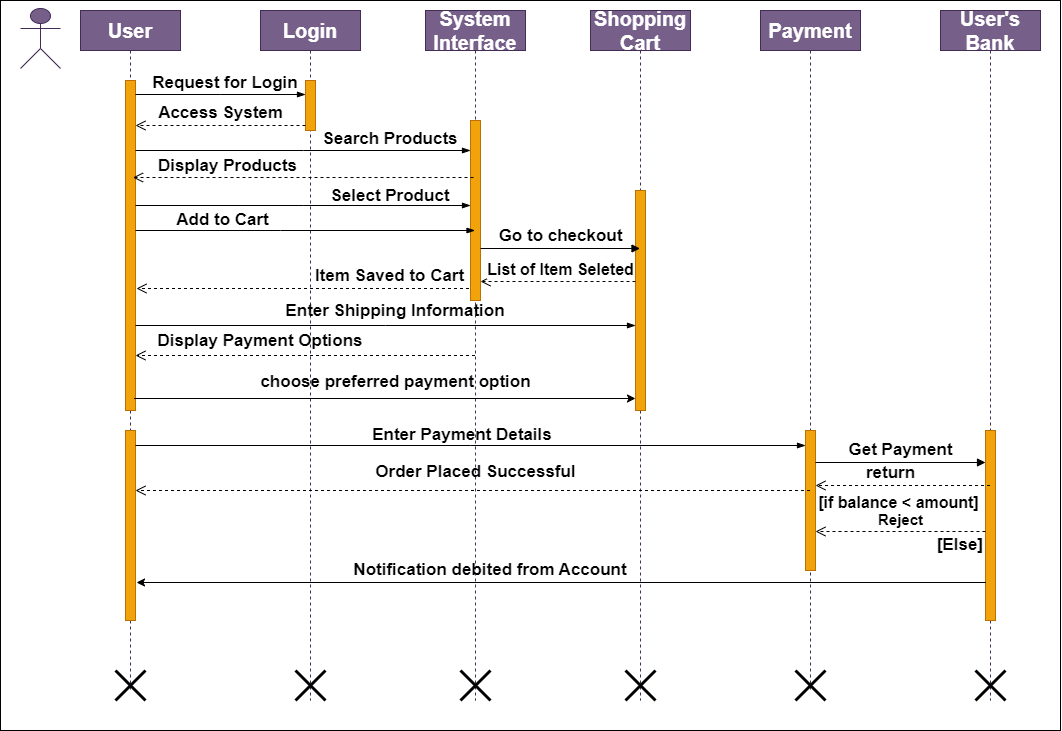 User
Login
System
Interface
Shopping
Cart
Payment
User's
Bank
Request for Login
Access System
Search Products
Display Products
Select Product
Add to Cart
Go to checkout
List of Item Seleted
Item Saved to Cart
Enter Shipping Information
Display Payment Options
choose preferred payment option
Enter Payment Details
Get Payment
Order Placed Successful
return
[if balance < amount]
Reject
[Else]
Notification debited from Account